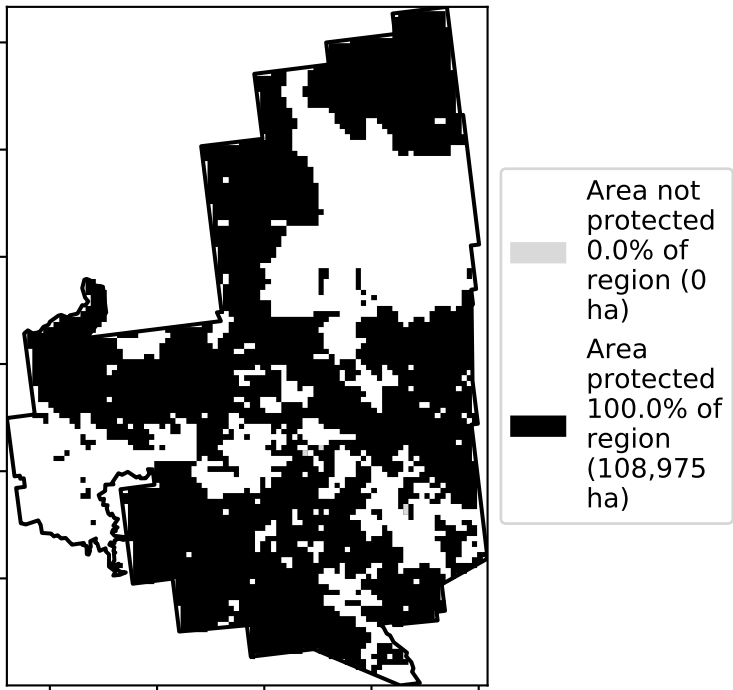 Area not
protected
0.0% of
region (0
ha)
Area
protected
100.0% of
region
(108,975
ha)